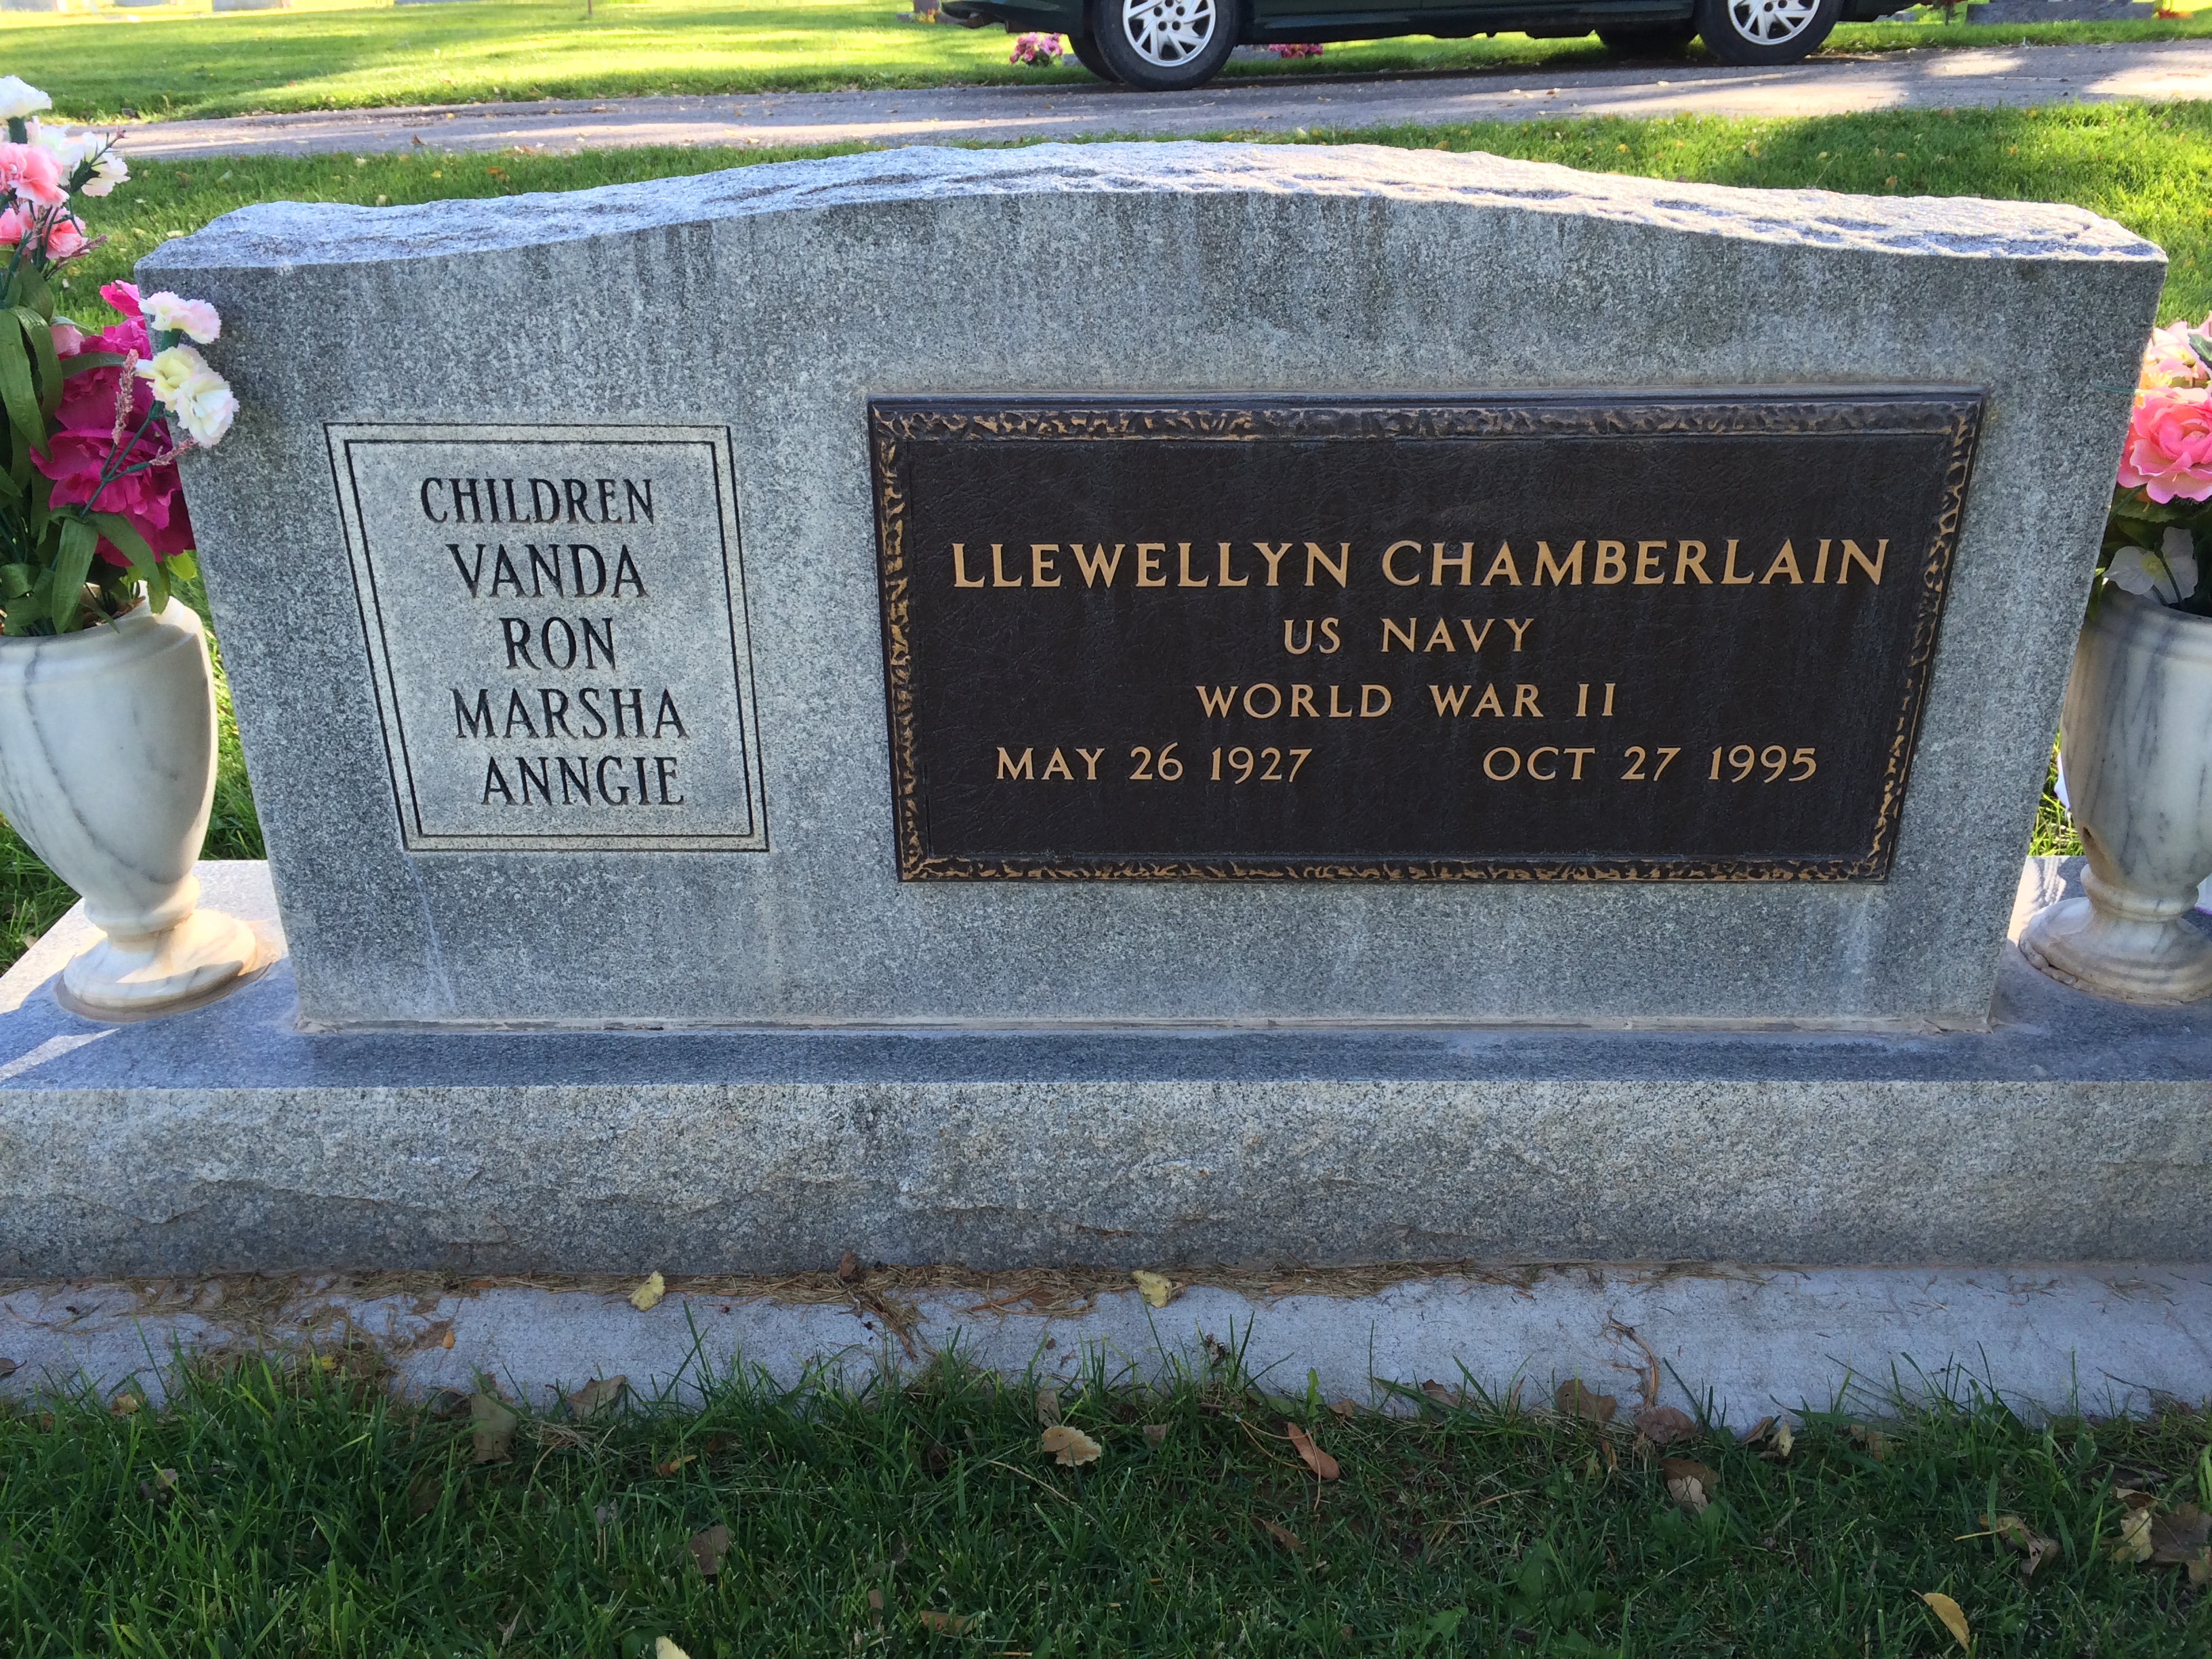 CHILDREN
VANDA
RON
MARSHA
ANNGIE
LLEWELLYN CHAMBERLAIN
US NAVY
WORLD WAR II
MAY 26 1927 OCT 27 1995